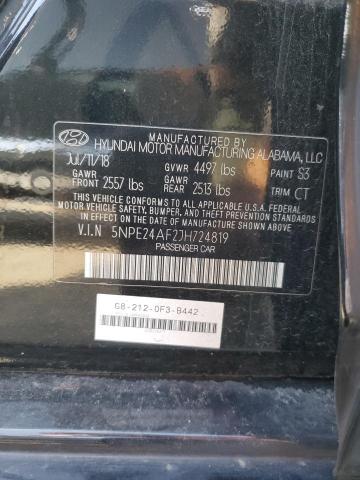 MANUFACTURED BY
HYUNDAI MOTOR MANUFACTURING ALABAMA, LLC
Jul/11/18 GVWR 4497 lbs PAINT S3
GAWR FRONT 2557 lbs GAWR REAR 2513 lbs TRIM CT
THIS VEHICLE CONFORMS TO ALL APPLICABLE U.S.A. FEDERAL
MOTOR VEHICLE SAFETY, BUMPER, AND THEFT PREVENTION
STANDARDS IN EFFECT ON THE DATE OF MANUFACTURE SHOWN ABOVE.
V.I.N 5NPE24AF2JH724819
PASSENGER CAR
G8-212-0F3-B442